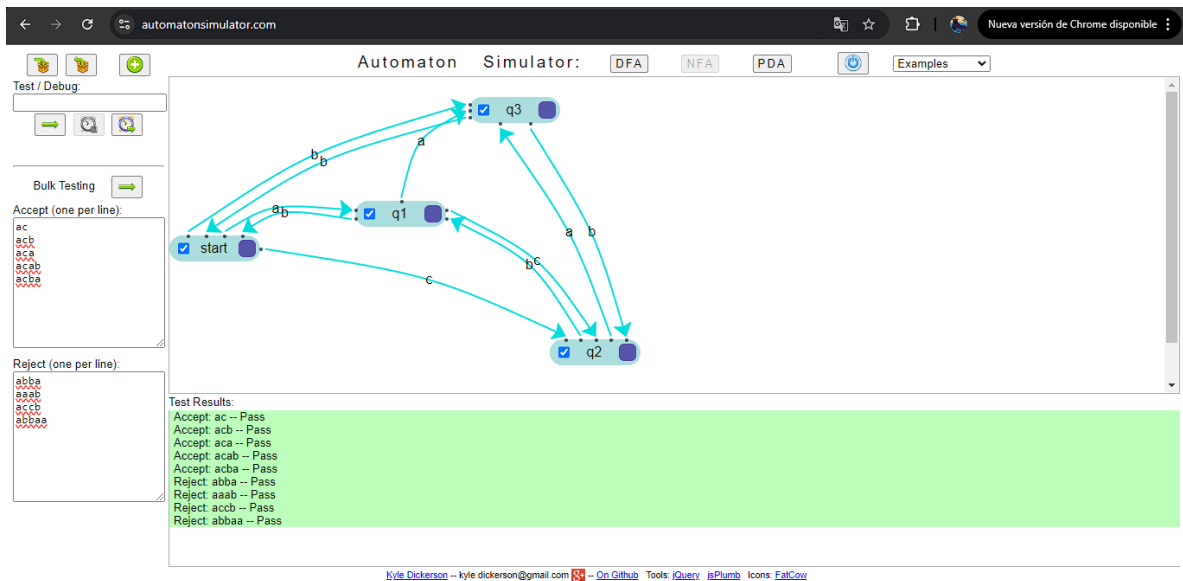 automatonsimulator.com
Nueva versión de Chrome disponible
Automaton Simulator: DFA NFA PDA Examples
Test / Debug:
Bulk Testing
Accept (one per line):
ac
acb
aca
acab
acba
Reject (one per line):
abba
aaab
accb
abbaa
q3
a
b
b
a
b
q1
start
a
b
b
c
c
q2
Test Results:
Accept: ac -- Pass
Accept: acb -- Pass
Accept: aca -- Pass
Accept: acab -- Pass
Accept: acba -- Pass
Reject: abba -- Pass
Reject: aaab -- Pass
Reject: accb -- Pass
Reject: abbaa -- Pass
Kyle Dickerson -- kyle.dickerson@gmail.com g+ -- On Github Tools: jQuery jsPlumb Icons: FatCow